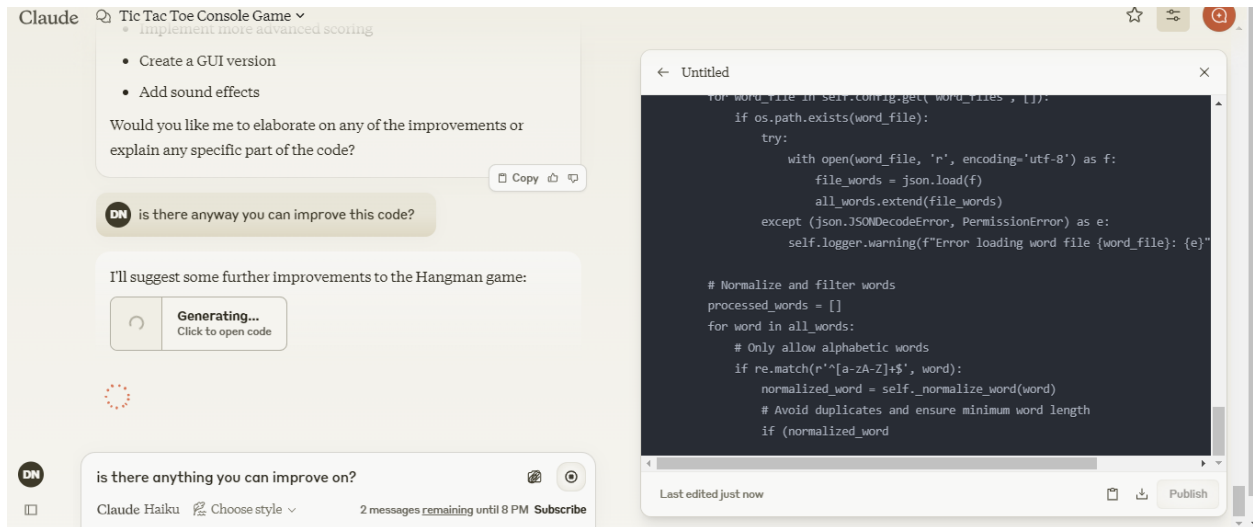 Claude
Tic Tac Toe Console Game
• Implement more advanced scoring
• Create a GUI version
• Add sound effects
Would you like me to elaborate on any of the improvements or
explain any specific part of the code?
Copy
DN is there anyway you can improve this code?
I'll suggest some further improvements to the Hangman game:
Generating...
Click to open code
DN
is there anything you can improve on?
Claude Haiku Choose style 2 messages remaining until 8 PM Subscribe
Untitled
for word_file in self.config.get('word_files', []):
if os.path.exists(word_file):
try:
with open(word_file, 'r', encoding='utf-8') as f:
file_words = json.load(f)
all_words.extend(file_words)
except (json.JSONDecodeError, PermissionError) as e:
self.logger.warning(f"Error loading word file {word_file}: {e}"
# Normalize and filter words
processed_words = []
for word in all_words:
# Only allow alphabetic words
if re.match(r'^[a-zA-Z]+$', word):
normalized_word = self._normalize_word(word)
# Avoid duplicates and ensure minimum word length
if (normalized_word
Last edited just now
Publish